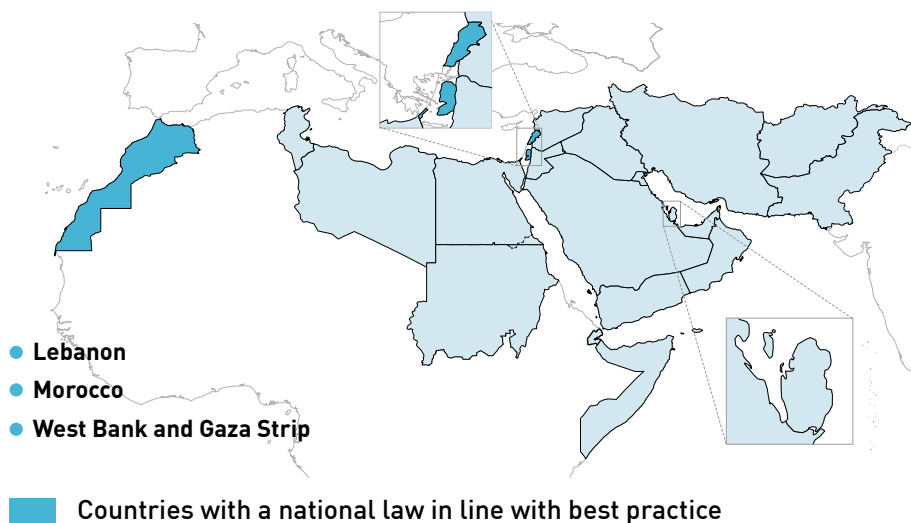 Lebanon
Morocco
West Bank and Gaza Strip
Countries with a national law in line with best practice